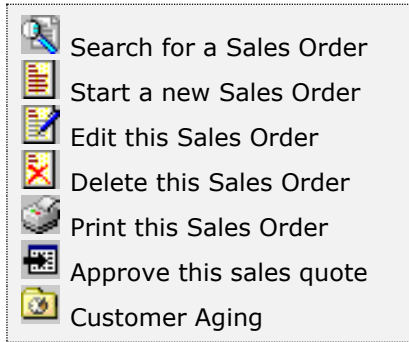 Search for a Sales Order
Start a new Sales Order
Edit this Sales Order
Delete this Sales Order
Print this Sales Order
Approve this sales quote
Customer Aging